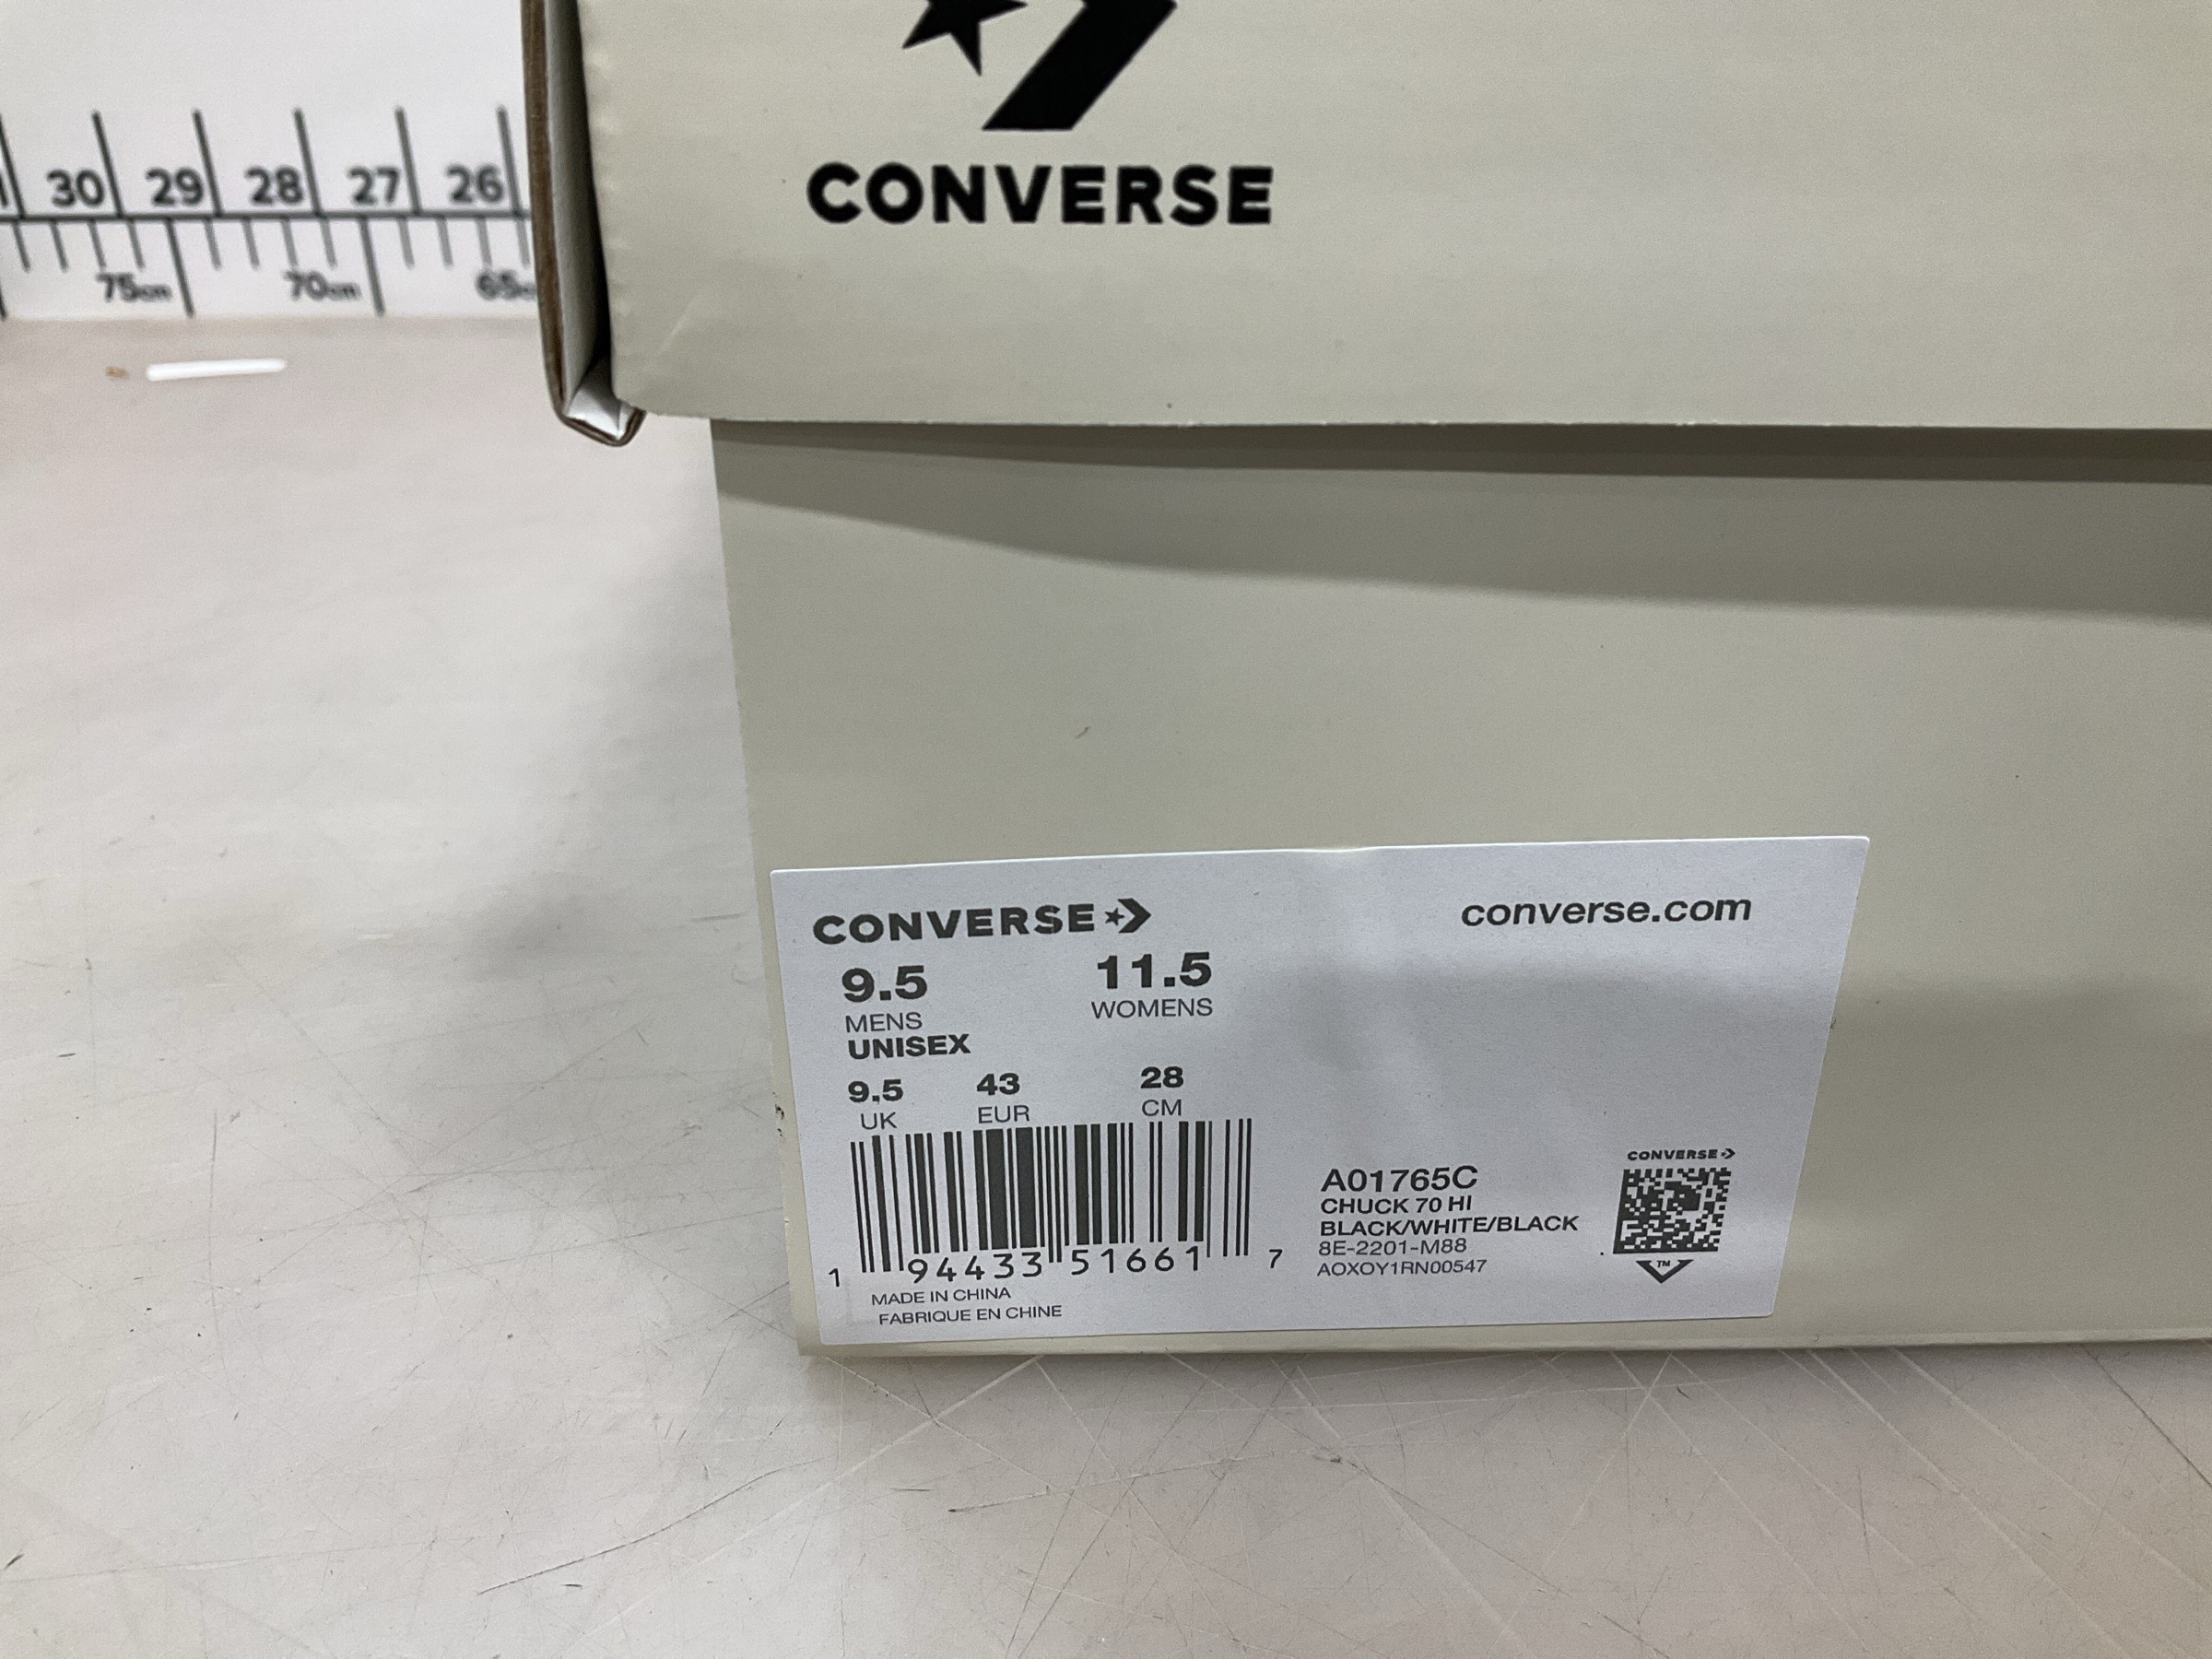 30 29 28 27 26
75cm 70cm 65c
CONVERSE
CONVERSE
converse.com
9.5 11.5
MENS WOMENS
UNISEX
9.5 43 28
UK EUR CM
1 94433 51661 7
MADE IN CHINA
FABRIQUE EN CHINE
A01765C
CHUCK 70 HI
BLACK/WHITE/BLACK
8E-2201-M88
AOXOY1RN00547
CONVERSE
TM